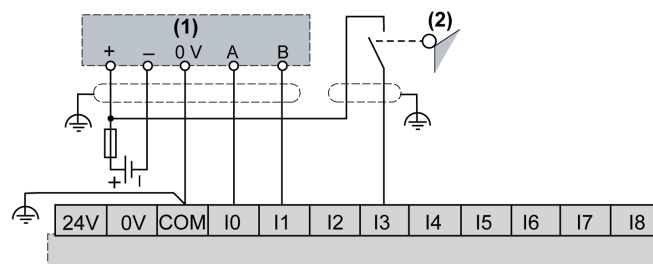 (1)
(2)
+ – 0 V A B
+ –
24V 0V COM I0 I1 I2 I3 I4 I5 I6 I7 I8